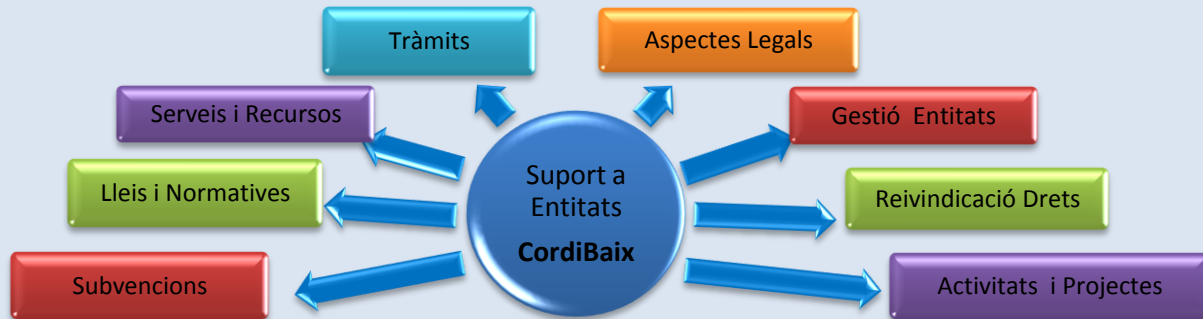 Tràmits
Aspectes Legals
Serveis i Recursos
Gestió Entitats
Suport a
Entitats
CordiBaix
Lleis i Normatives
Reivindicació Drets
Subvencions
Activitats i Projectes